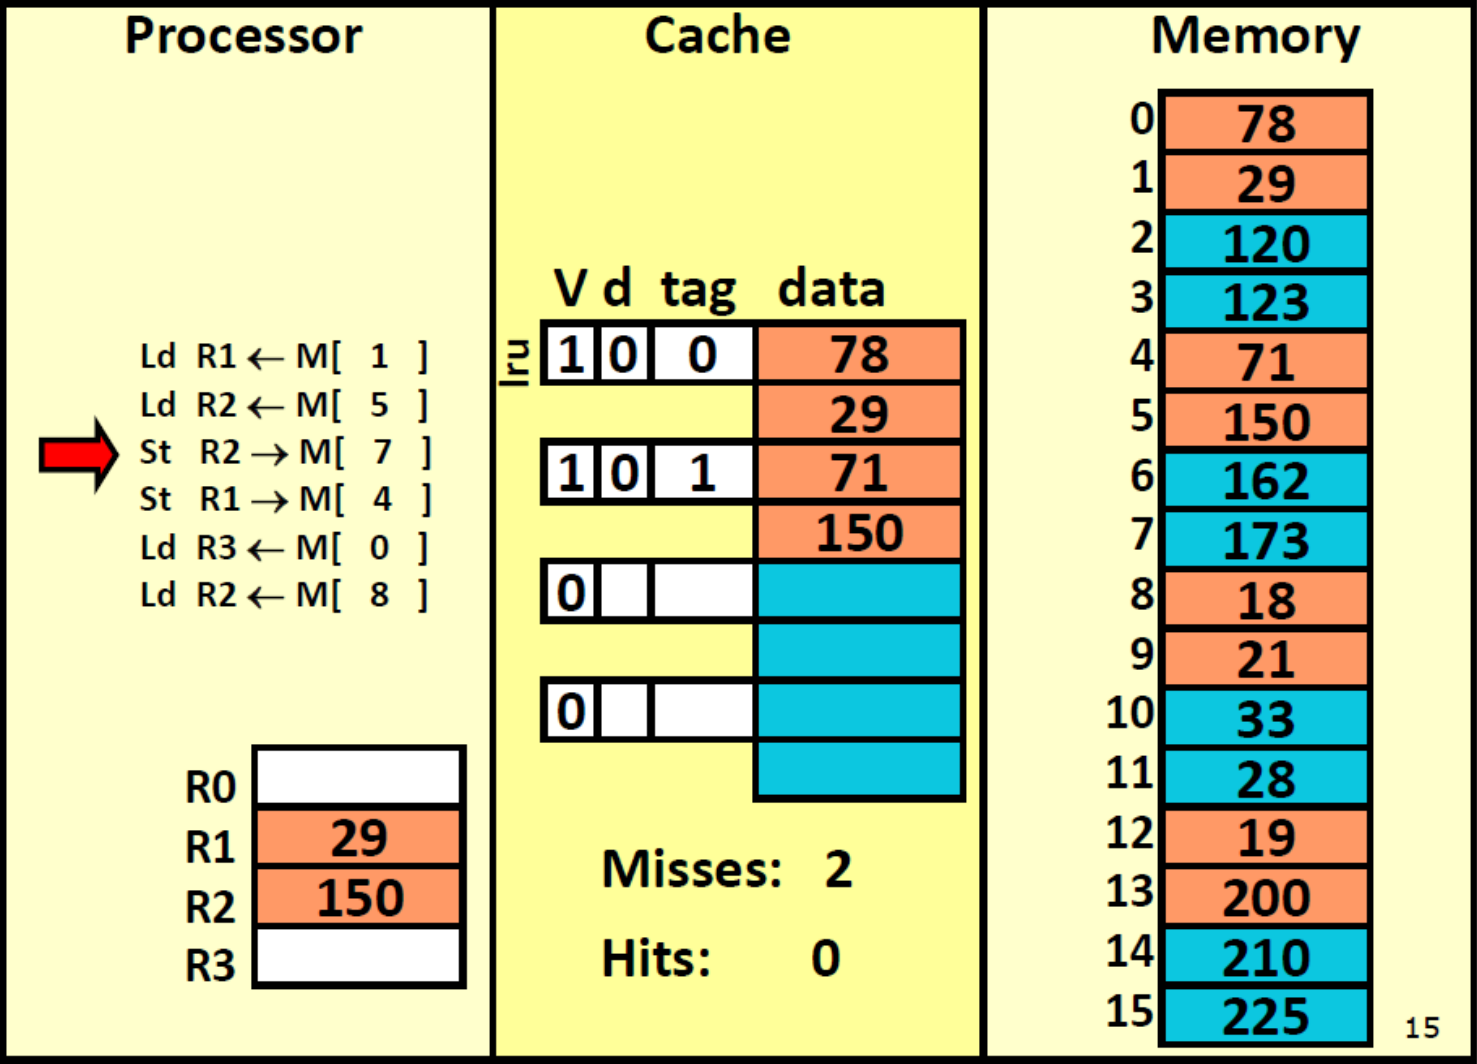 Processor
Ld R1 ← M[ 1 ]
Ld R2 ← M[ 5 ]
St R2 → M[ 7 ]
St R1 → M[ 4 ]
Ld R3 ← M[ 0 ]
Ld R2 ← M[ 8 ]
R0
R1 29
R2 150
R3
Cache
V d tag data
lru 1 0 0 78
29
1 0 1 71
150
0
0
Misses: 2
Hits: 0
Memory
0 78
1 29
2 120
3 123
4 71
5 150
6 162
7 173
8 18
9 21
10 33
11 28
12 19
13 200
14 210
15 225
15